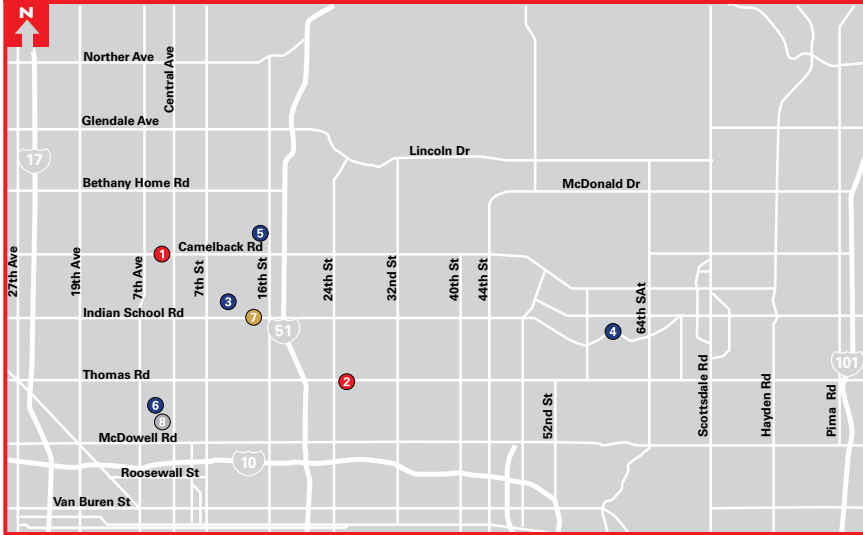 N
Norther Ave
Central Ave
Glendale Ave
17
Lincoln Dr
Bethany Home Rd
McDonald Dr
5
Camelback Rd
1
27th Ave
19th Ave
7th Ave
7th St
16th St
24th St
32nd St
40th St
44th St
64th SAt
3
Indian School Rd
7
51
4
Thomas Rd
2
101
6
8
52nd St
Scottsdale Rd
Hayden Rd
Pima Rd
McDowell Rd
10
Roosewall St
Van Buren St